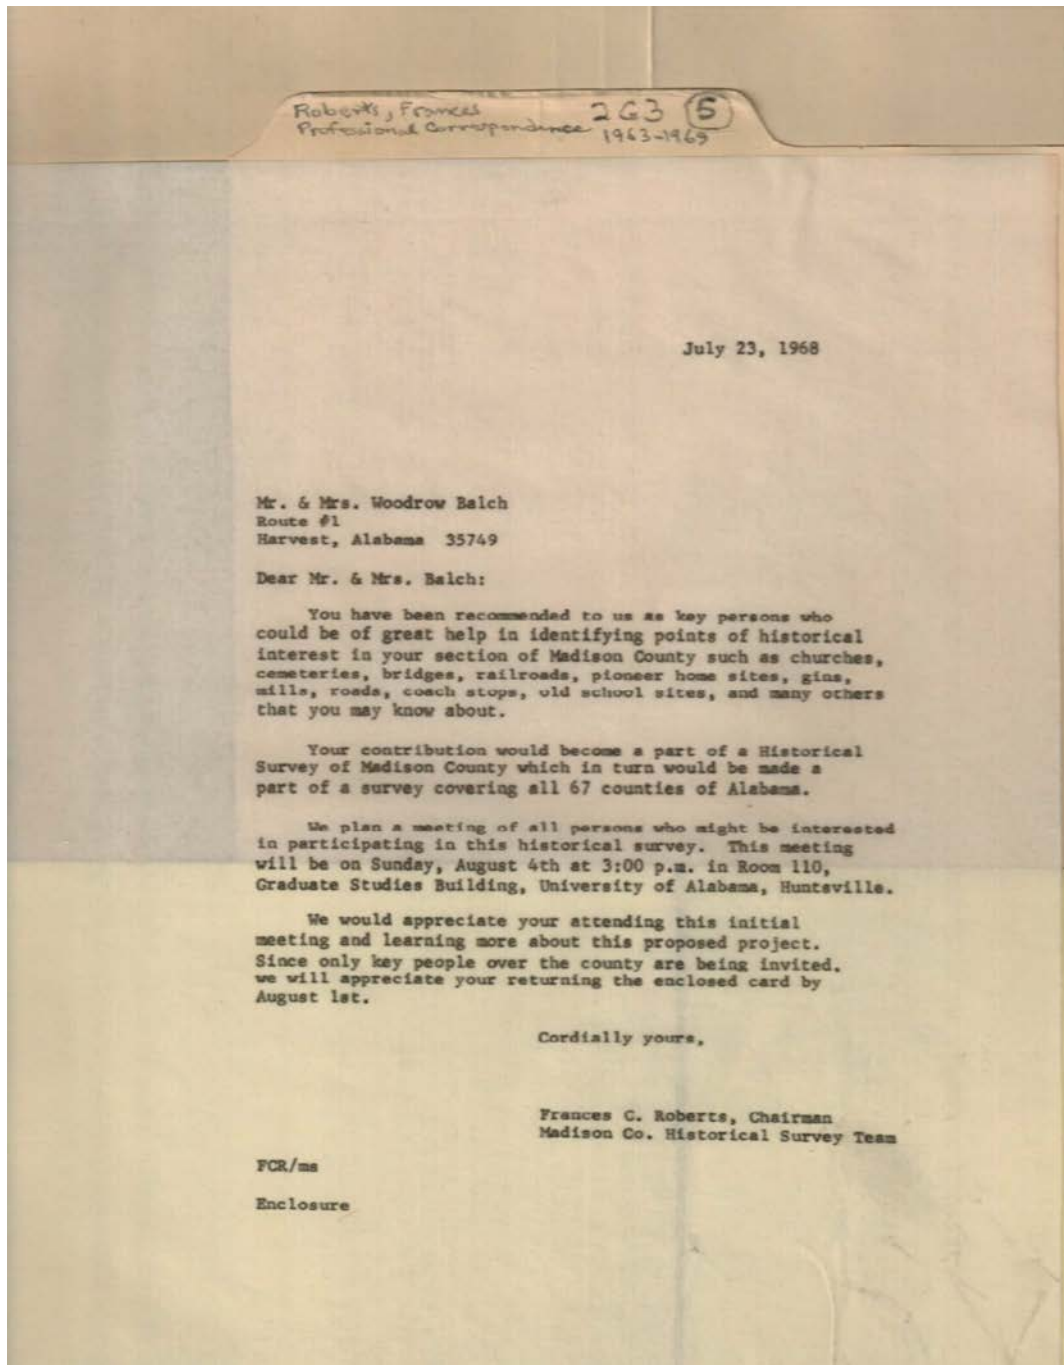 Roberts, Frances 2G3 5
Professional Correspondence 1963-1969
July 23, 1968
Mr. & Mrs. Woodrow Balch
Route #1
Harvest, Alabama 35749
Dear Mr. & Mrs. Balch:
You have been recommended to us as key persons who
could be of great help in identifying points of historical
interest in your section of Madison County such as churches,
cemeteries, bridges, railroads, pioneer home sites, gins,
mills, roads, coach stops, old school sites, and many others
that you may know about.
Your contribution would become a part of a Historical
Survey of Madison County which in turn would be made a
part of a survey covering all 67 counties of Alabama.
We plan a meeting of all persons who might be interested
in participating in this historical survey. This meeting
will be on Sunday, August 4th at 3:00 p.m. in Room 110,
Graduate Studies Building, University of Alabama, Huntsville.
We would appreciate your attending this initial
meeting and learning more about this proposed project.
Since only key people over the county are being invited,
we will appreciate your returning the enclosed card by
August 1st.
Cordially yours,
Frances C. Roberts, Chairman
Madison Co. Historical Survey Team
FCR/ms
Enclosure